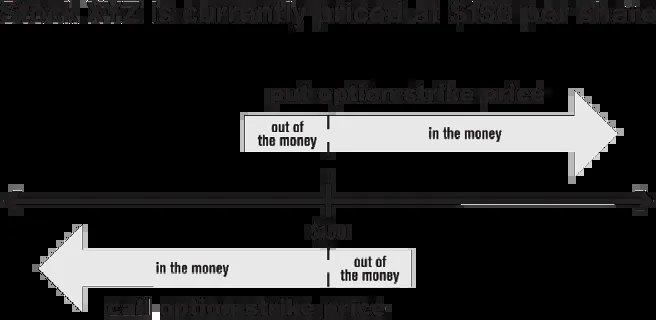 Stock XYZ is currently priced at $150 per share
put option strike price
out of
the money
in the money
in the money
out of
the money
call option strike price